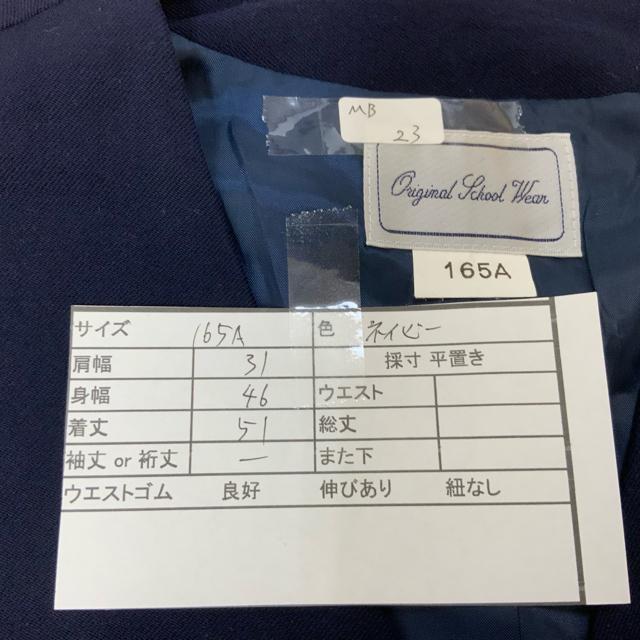 MB
23
Original School Wear
165A
サイズ 165A 色 ネイビー
肩幅 31 採寸 平置き
身幅 46 ウエスト
着丈 51 総丈
袖丈 or 裄丈 ー また下
ウエストゴム 良好 伸びあり 紐なし